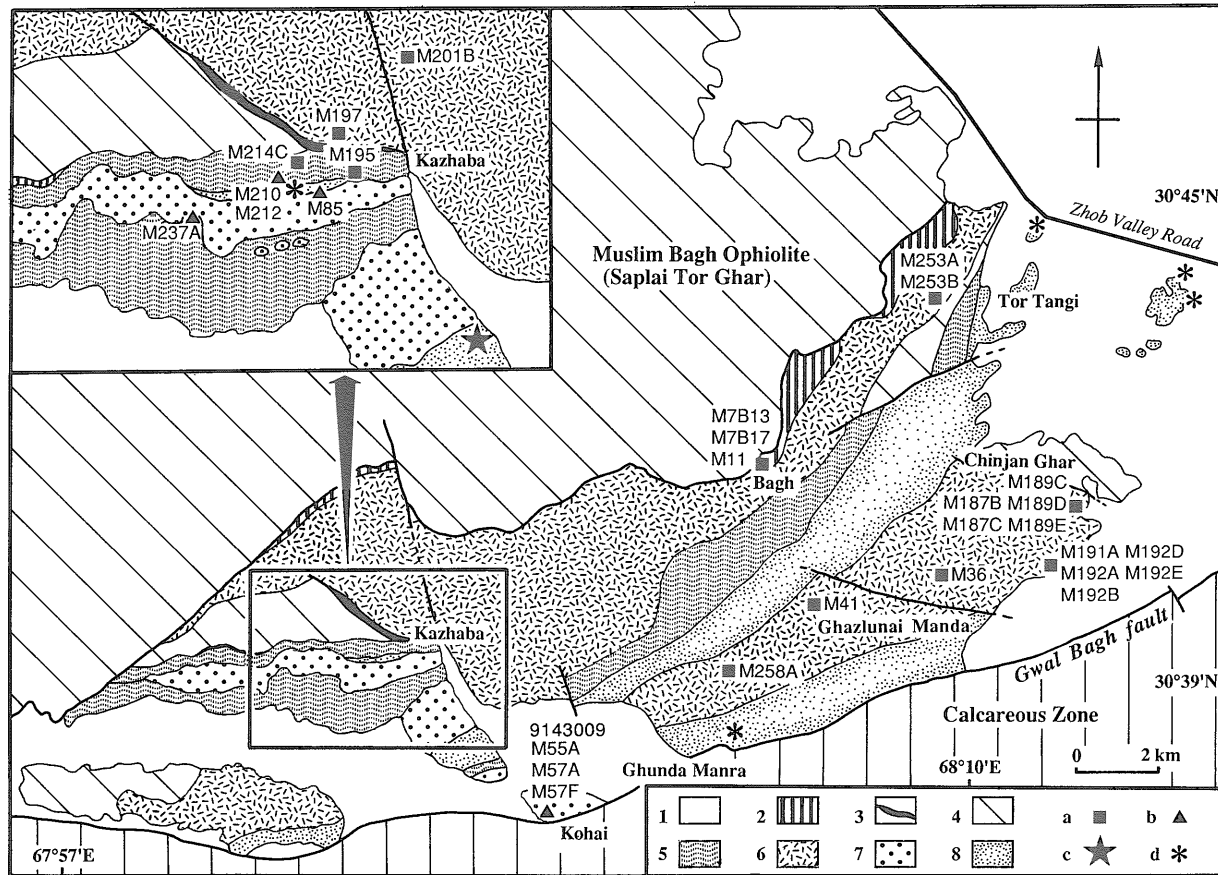 M201B
M197
M214C
M195
Kazhaba
M210
M212
M85
M237A
30°45'N
Zhob Valley Road
Muslim Bagh Ophiolite
(Saplai Tor Ghar)
M253A
M253B
Tor Tangi
M7B13
M7B17
M11
Bagh
Chinjan Ghar
M189C
M187B M189D
M187C M189E
M191A M192D
M192A M192E
M192B
M36
M41
Ghazlunai Manda
Kazhaba
Gwal Bagh fault
M258A
30°39'N
Calcareous Zone
9143009
M55A
M57A
M57F
Ghunda Manra
68°10'E
0 2 km
Kohai
67°57'E
1 2 3 4 a b
5 6 7 8 c d